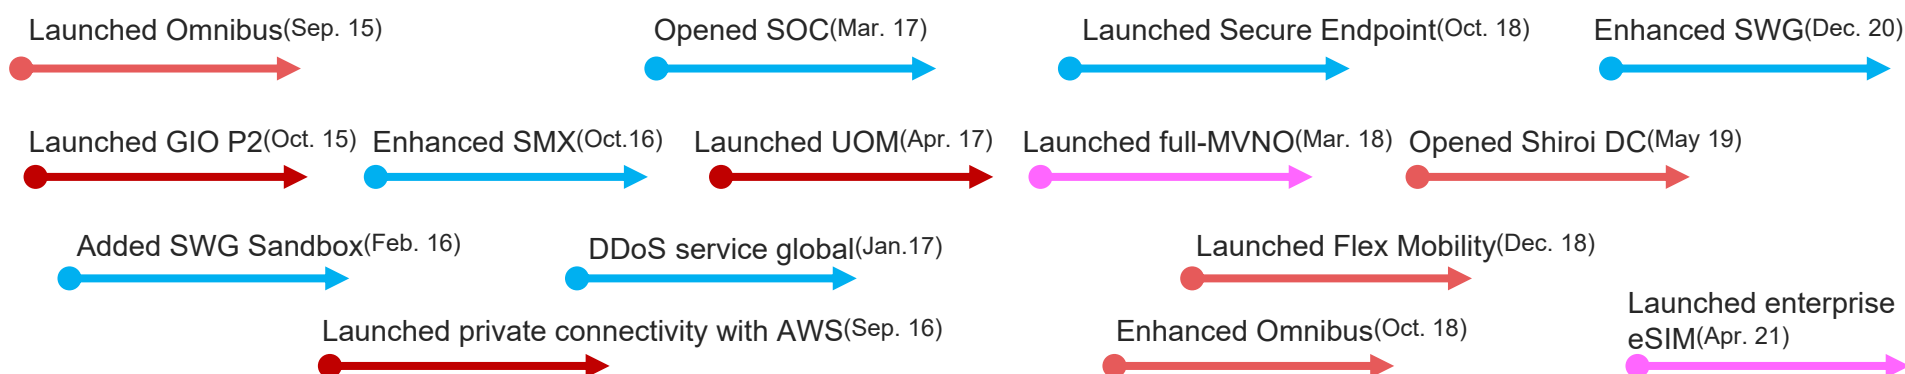 Launched Omnibus(Sep. 15)
Opened SOC(Mar. 17)
Launched Secure Endpoint(Oct. 18)
Enhanced SWG(Dec. 20)
Launched GIO P2(Oct. 15)
Enhanced SMX(Oct.16)
Launched UOM(Apr. 17)
Launched full-MVNO(Mar. 18)
Opened Shiroi DC(May 19)
Added SWG Sandbox(Feb. 16)
DDoS service global(Jan.17)
Launched Flex Mobility(Dec. 18)
Launched private connectivity with AWS(Sep. 16)
Enhanced Omnibus(Oct. 18)
Launched enterprise
eSIM(Apr. 21)